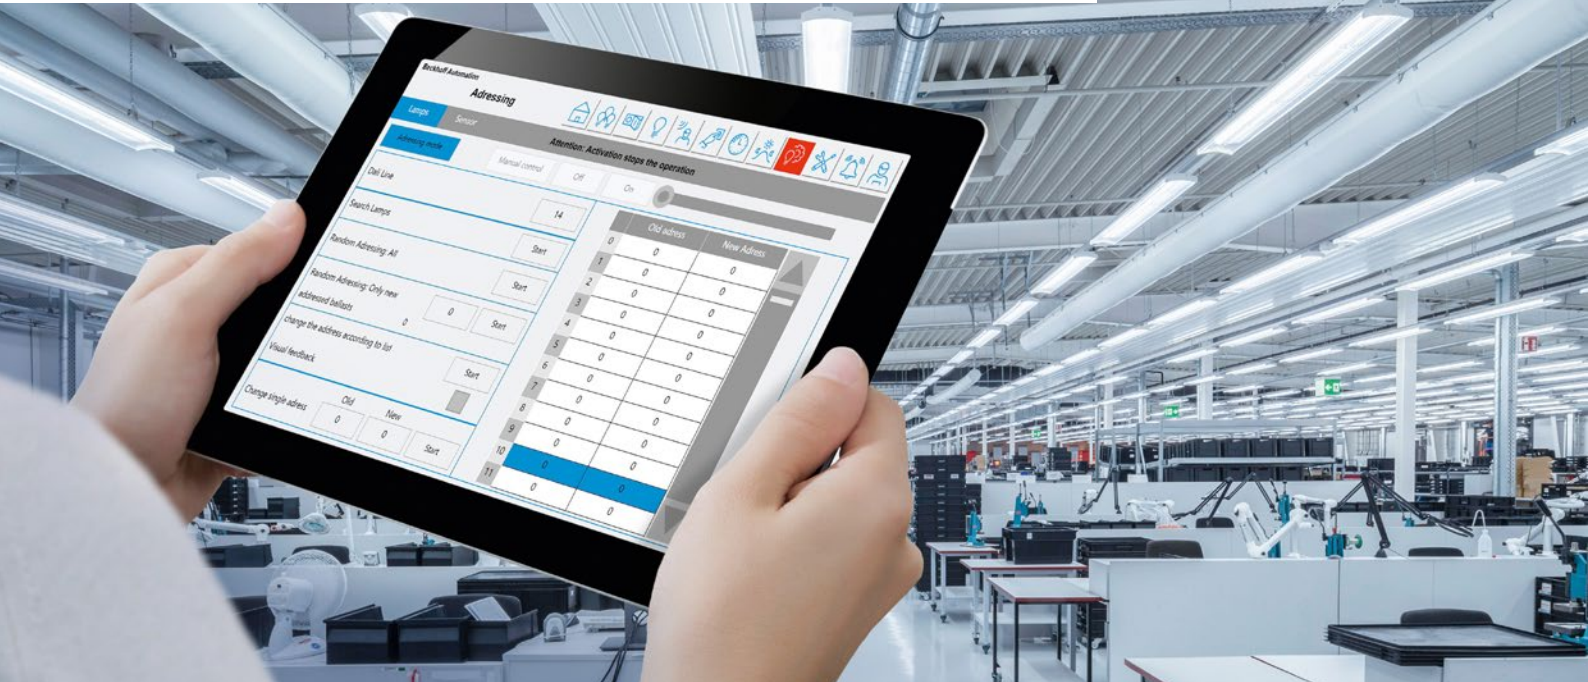 Beckhoff Automation
Adressing
Lamps
Sensor
Adressing mode
Attention: Activation stops the operation
Manual control
Off
On
Dali Line
14
Search Lamps
Start
Random Adressing: All
Start
Random Adressing: Only new
addressed ballasts
0
0
Start
change the address according to list
Start
Visual feedback
Change single adress
Old
New
0
0
Start
Old adress New Adress
0 0 0
1 0 0
2 0 0
3 0 0
4 0 0
5 0 0
6 0 0
7 0 0
8 0 0
9 0 0
10 0 0
11 0 0